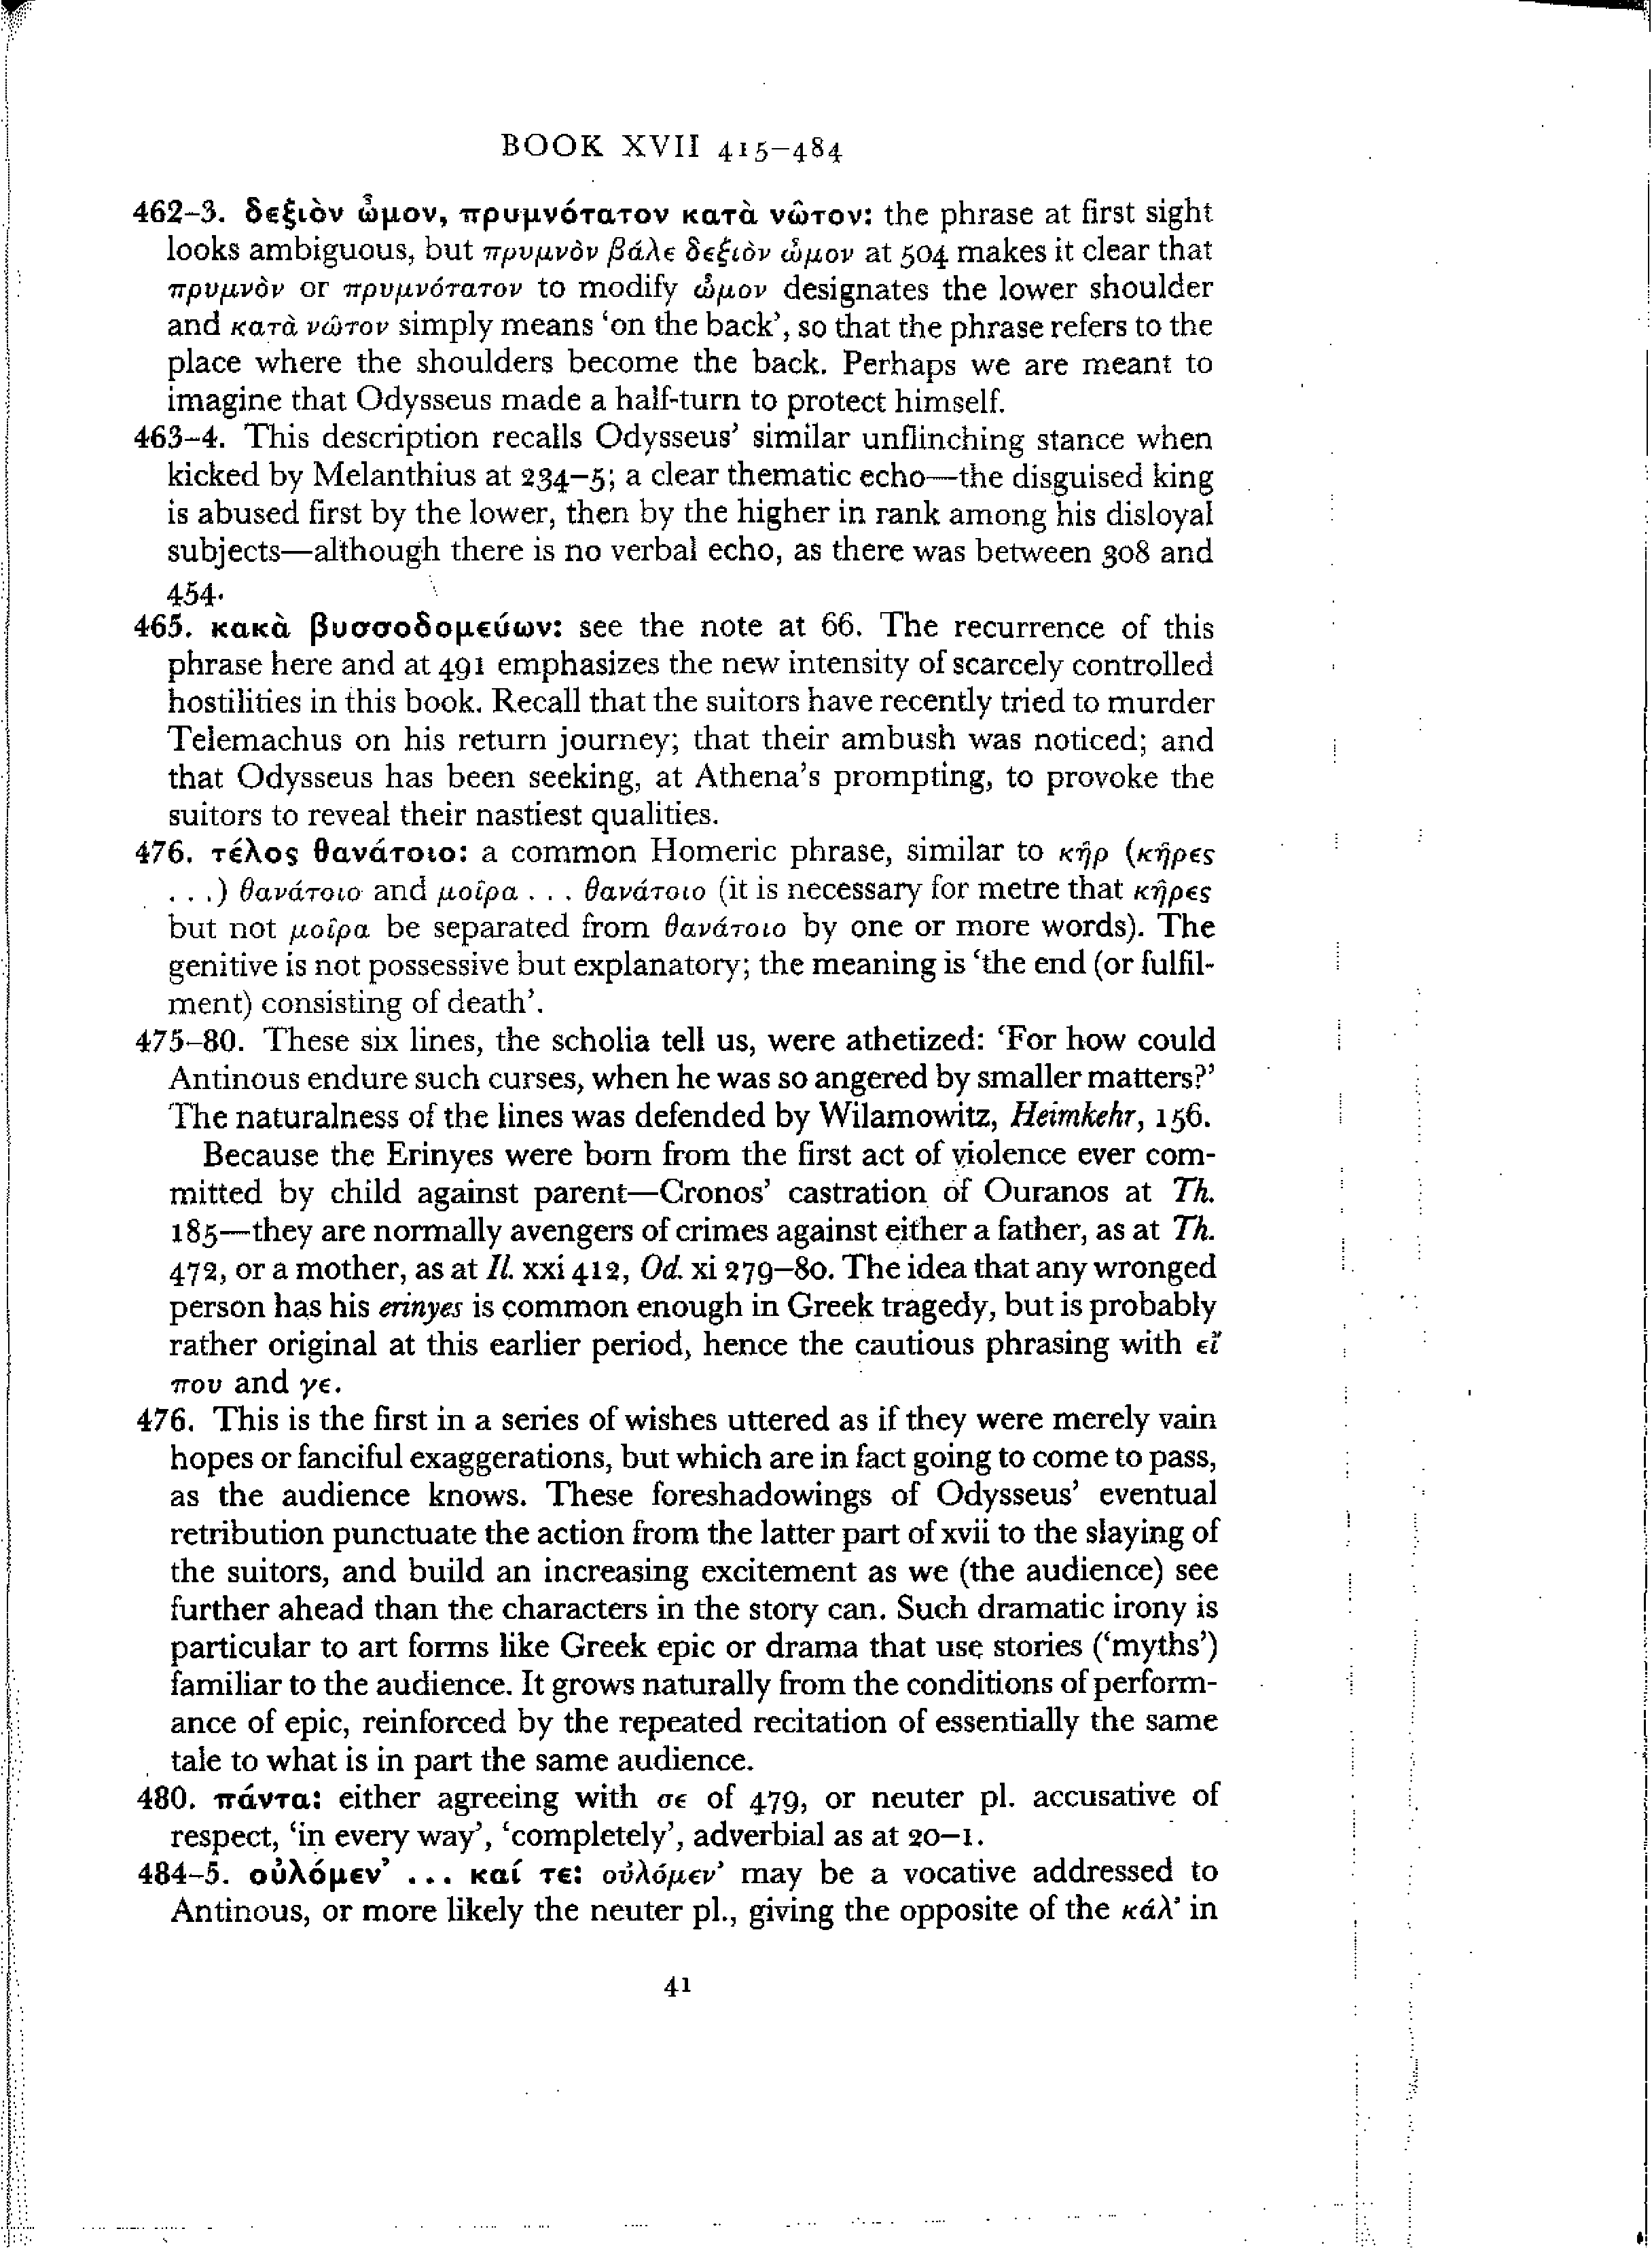 BOOK XVII 415–484
462–3. δεξιὸν ὦμον, πρυμνότατον κατὰ νῶτον: the phrase at first sight
looks ambiguous, but πρυμνὸν βάλε δεξιὸν ὦμον at 504 makes it clear that
πρυμνὸν or πρυμνότατον to modify ὦμον designates the lower shoulder
and κατὰ νῶτον simply means ‘on the back’, so that the phrase refers to the
place where the shoulders become the back. Perhaps we are meant to
imagine that Odysseus made a half-turn to protect himself.
463–4. This description recalls Odysseus’ similar unflinching stance when
kicked by Melanthius at 234–5; a clear thematic echo—the disguised king
is abused first by the lower, then by the higher in rank among his disloyal
subjects—although there is no verbal echo, as there was between 308 and
454.
465. κακὰ βυσσοδομεύων: see the note at 66. The recurrence of this
phrase here and at 491 emphasizes the new intensity of scarcely controlled
hostilities in this book. Recall that the suitors have recently tried to murder
Telemachus on his return journey; that their ambush was noticed; and
that Odysseus has been seeking, at Athena’s prompting, to provoke the
suitors to reveal their nastiest qualities.
476. τέλος θανάτοιο: a common Homeric phrase, similar to κῆρ (κῆρες
. . .) θανάτοιο and μοῖρα . . . θανάτοιο (it is necessary for metre that κῆρες
but not μοῖρα be separated from θανάτοιο by one or more words). The
genitive is not possessive but explanatory; the meaning is ‘the end (or fulfil-
ment) consisting of death’.
475–80. These six lines, the scholia tell us, were athetized: ‘For how could
Antinous endure such curses, when he was so angered by smaller matters?’
The naturalness of the lines was defended by Wilamowitz, Heimkehr, 156.
Because the Erinyes were born from the first act of violence ever com-
mitted by child against parent—Cronos’ castration of Ouranos at Th.
185—they are normally avengers of crimes against either a father, as at Th.
472, or a mother, as at Il. xxi 412, Od. xi 279–80. The idea that any wronged
person has his erinyes is common enough in Greek tragedy, but is probably
rather original at this earlier period, hence the cautious phrasing with εἴ
που and γε.
476. This is the first in a series of wishes uttered as if they were merely vain
hopes or fanciful exaggerations, but which are in fact going to come to pass,
as the audience knows. These foreshadowings of Odysseus’ eventual
retribution punctuate the action from the latter part of xvii to the slaying of
the suitors, and build an increasing excitement as we (the audience) see
further ahead than the characters in the story can. Such dramatic irony is
particular to art forms like Greek epic or drama that use stories (‘myths’)
familiar to the audience. It grows naturally from the conditions of perform-
ance of epic, reinforced by the repeated recitation of essentially the same
tale to what is in part the same audience.
480. πάντα: either agreeing with σε of 479, or neuter pl. accusative of
respect, ‘in every way’, ‘completely’, adverbial as at 20–1.
484–5. οὐλόμεν’ ... καί τε: οὐλόμεν’ may be a vocative addressed to
Antinous, or more likely the neuter pl., giving the opposite of the κάλ’ in
41